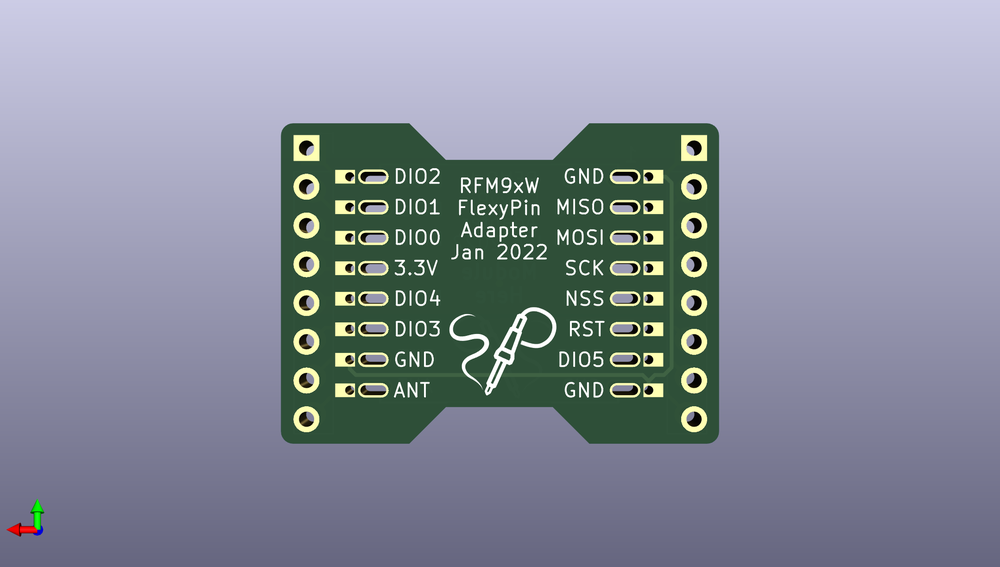 DIO2
DIO1
DIO0
3.3V
DIO4
DIO3
GND
ANT
RFM9xW
FlexyPin
Adapter
Jan 2022
GND
MISO
MOSI
SCK
NSS
RST
DIO5
GND